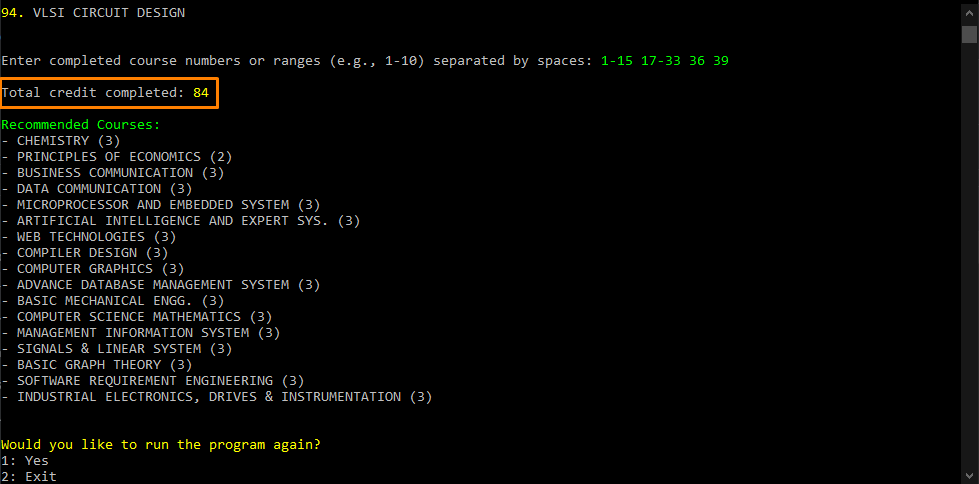 94. VLSI CIRCUIT DESIGN
Enter completed course numbers or ranges (e.g., 1-10) separated by spaces: 1-15 17-33 36 39
Total credit completed: 84
Recommended Courses:
- CHEMISTRY (3)
- PRINCIPLES OF ECONOMICS (2)
- BUSINESS COMMUNICATION (3)
- DATA COMMUNICATION (3)
- MICROPROCESSOR AND EMBEDDED SYSTEM (3)
- ARTIFICIAL INTELLIGENCE AND EXPERT SYS. (3)
- WEB TECHNOLOGIES (3)
- COMPILER DESIGN (3)
- COMPUTER GRAPHICS (3)
- ADVANCE DATABASE MANAGEMENT SYSTEM (3)
- BASIC MECHANICAL ENGG. (3)
- COMPUTER SCIENCE MATHEMATICS (3)
- MANAGEMENT INFORMATION SYSTEM (3)
- SIGNALS & LINEAR SYSTEM (3)
- BASIC GRAPH THEORY (3)
- SOFTWARE REQUIREMENT ENGINEERING (3)
- INDUSTRIAL ELECTRONICS, DRIVES & INSTRUMENTATION (3)
Would you like to run the program again?
1: Yes
2: Exit